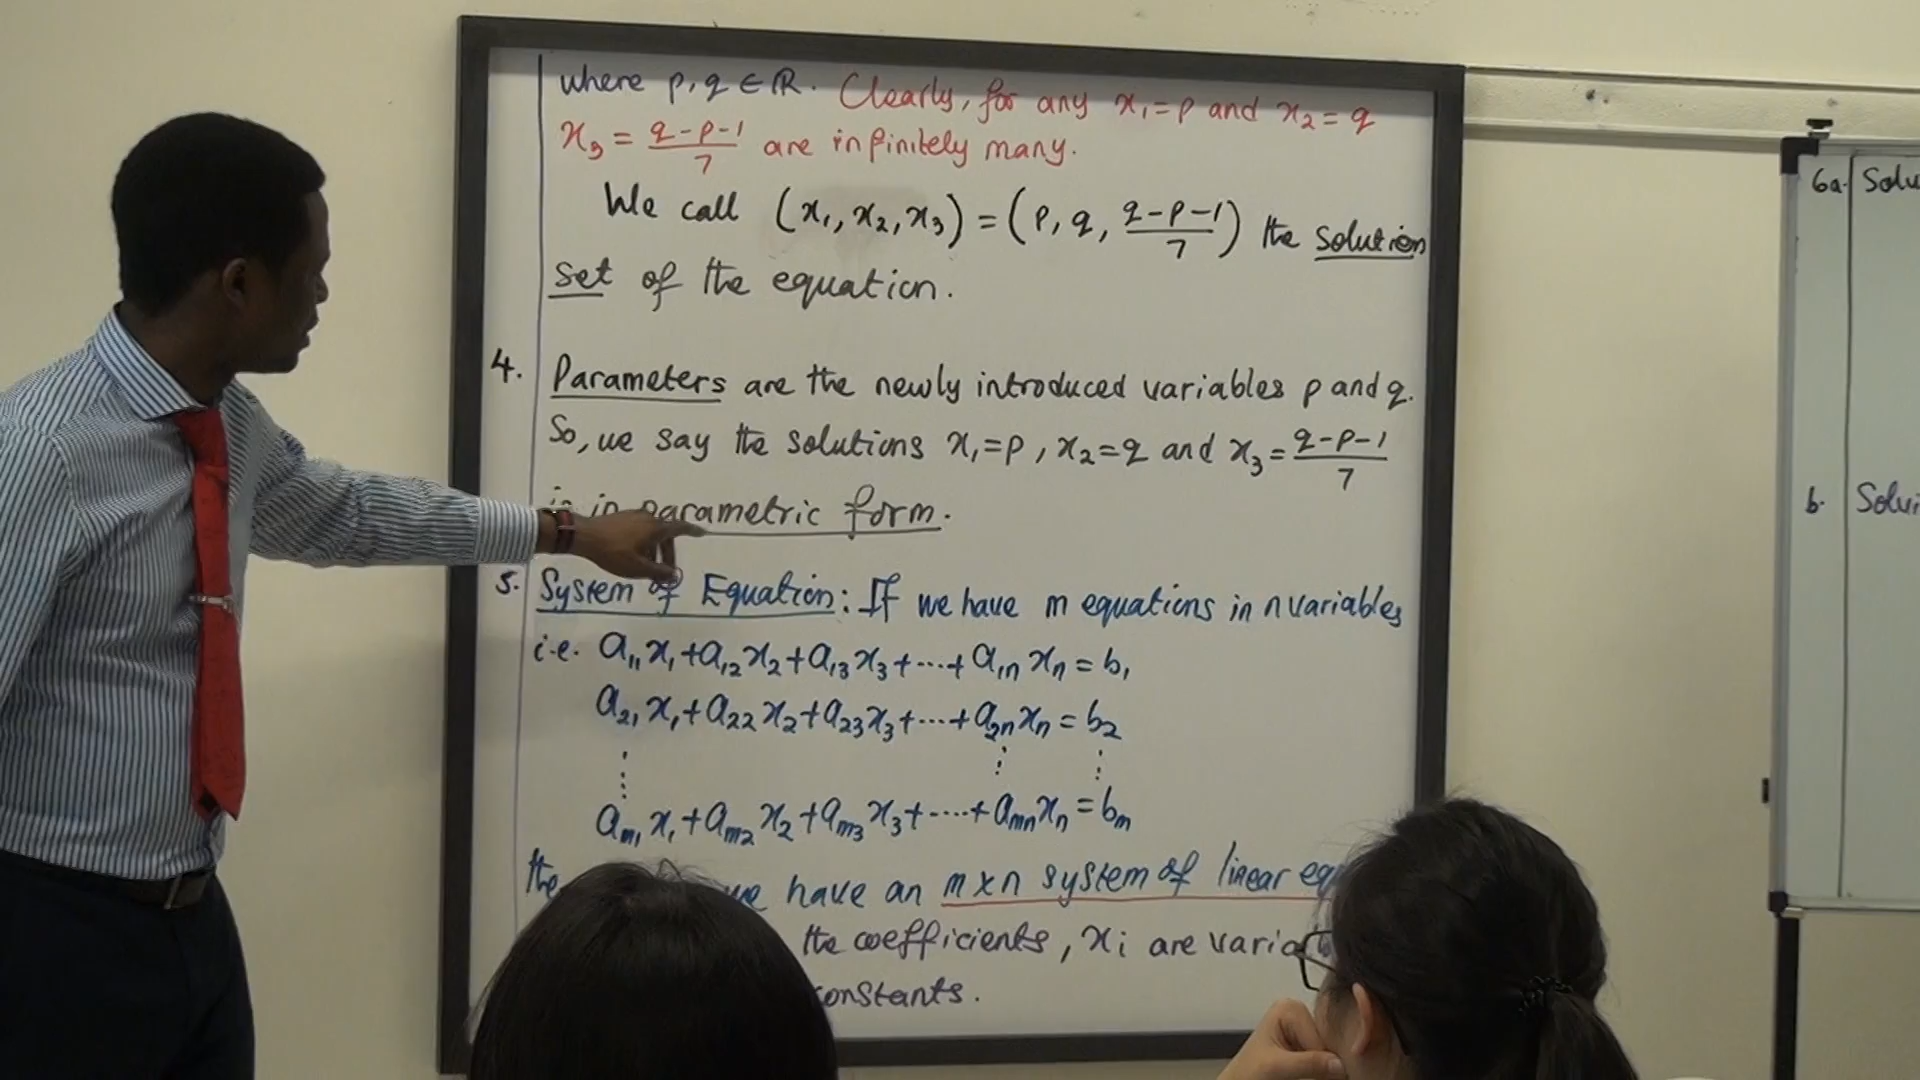 where p, q ∈ ℝ. Clearly, for any x₁ = p and x₂ = q
x₃ = (q-p-1)/7 are infinitely many.
We call (x₁, x₂, x₃) = (p, q, (q-p-1)/7) the solution
set of the equation.
4. Parameters are the newly introduced variables p and q.
So, we say the solutions x₁=p, x₂=q and x₃ = (q-p-1)/7
in parametric form.
5. System of Equation: If we have m equations in n variables
i.e. a₁₁x₁+a₁₂x₂+a₁₃x₃+....+a₁ₙxₙ = b₁
a₂₁x₁+a₂₂x₂+a₂₃x₃+....+a₂ₙxₙ = b₂
⋮ ⋮ ⋮
aₘ₁x₁+aₘ₂x₂+aₘ₃x₃+....+aₘₙxₙ = bₘ
we have an m×n system of linear
the coefficients, xᵢ are
constants.
6a. Solu
b. Solu